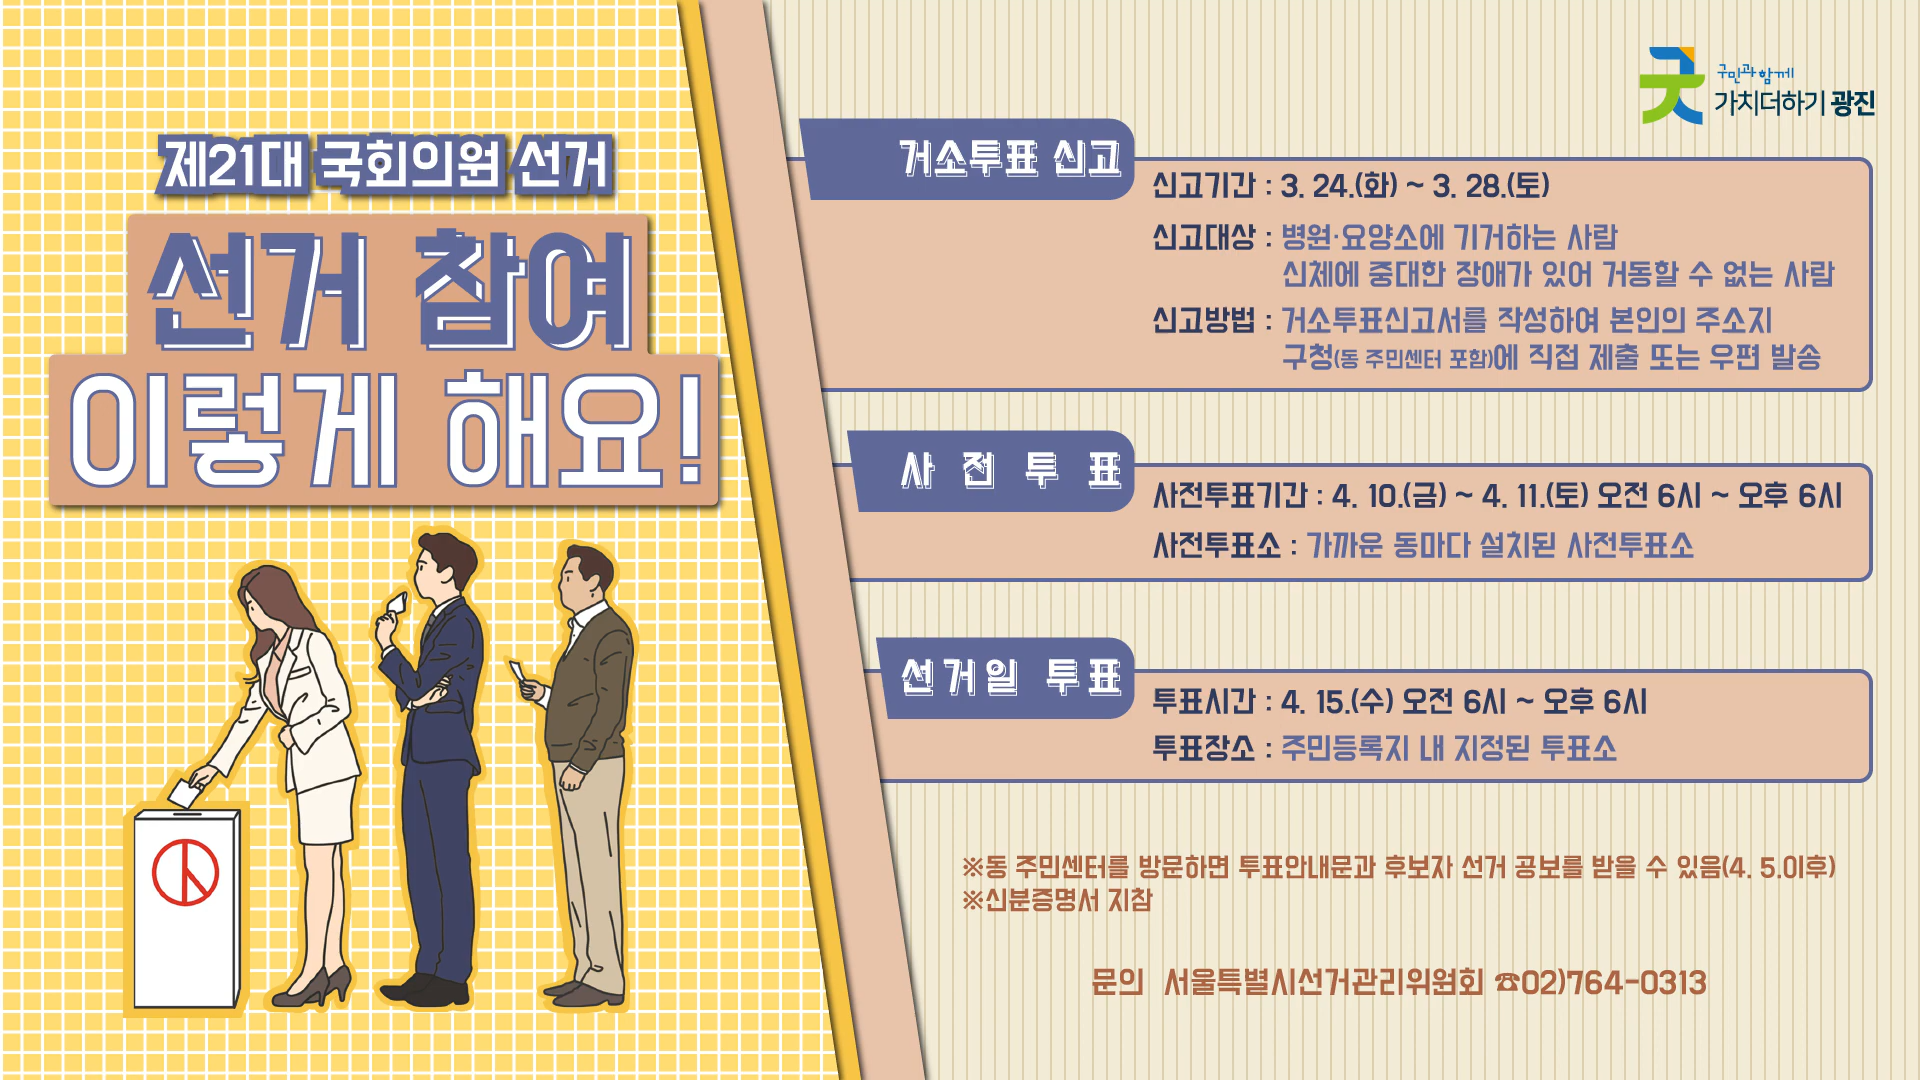 제21대 국회의원 선거
선거 참여
이렇게 해요!
구민과 함께
가치더하기 광진
거소투표 신고
신고기간 : 3. 24.(화) ~ 3. 28.(토)
신고대상 : 병원·요양소에 기거하는 사람
신체에 중대한 장애가 있어 거동할 수 없는 사람
신고방법 : 거소투표신고서를 작성하여 본인의 주소지
구청(동 주민센터 포함)에 직접 제출 또는 우편 발송
사 전 투 표
사전투표기간 : 4. 10.(금) ~ 4. 11.(토) 오전 6시 ~ 오후 6시
사전투표소 : 가까운 동마다 설치된 사전투표소
선거일 투표
투표시간 : 4. 15.(수) 오전 6시 ~ 오후 6시
투표장소 : 주민등록지 내 지정된 투표소
※동 주민센터를 방문하면 투표안내문과 후보자 선거 공보를 받을 수 있음(4. 5.이후)
※신분증명서 지참
문의 서울특별시선거관리위원회 ☎02)764-0313